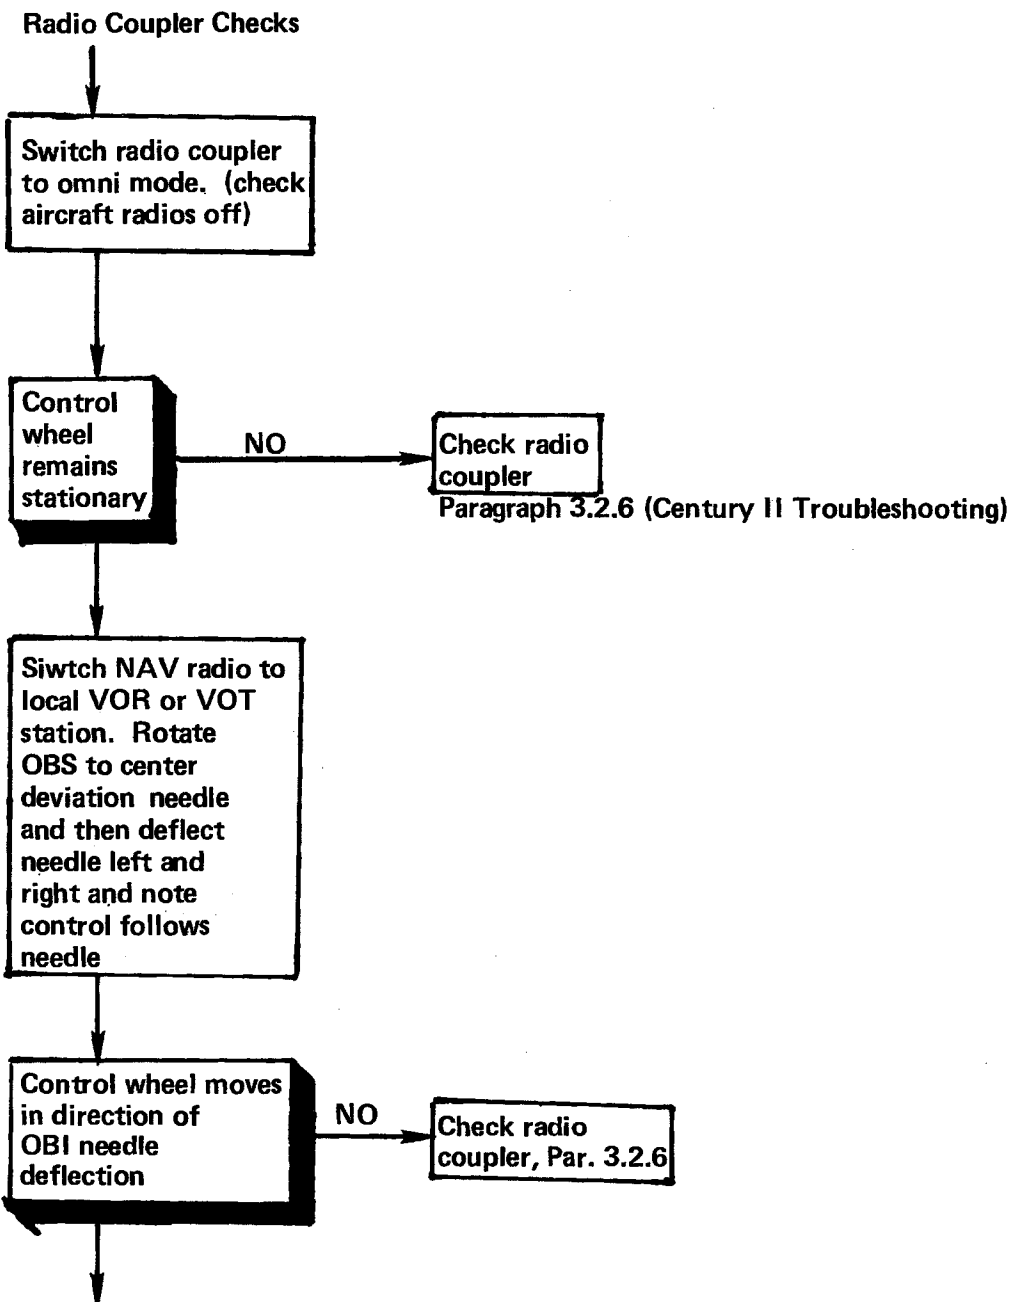 Radio Coupler Checks
Switch radio coupler
to omni mode. (check
aircraft radios off)
Control
wheel
remains
stationary
NO
Check radio
coupler
Paragraph 3.2.6 (Century II Troubleshooting)
Siwtch NAV radio to
local VOR or VOT
station. Rotate
OBS to center
deviation needle
and then deflect
needle left and
right and note
control follows
needle
Control wheel moves
in direction of
OBI needle
deflection
NO
Check radio
coupler, Par. 3.2.6